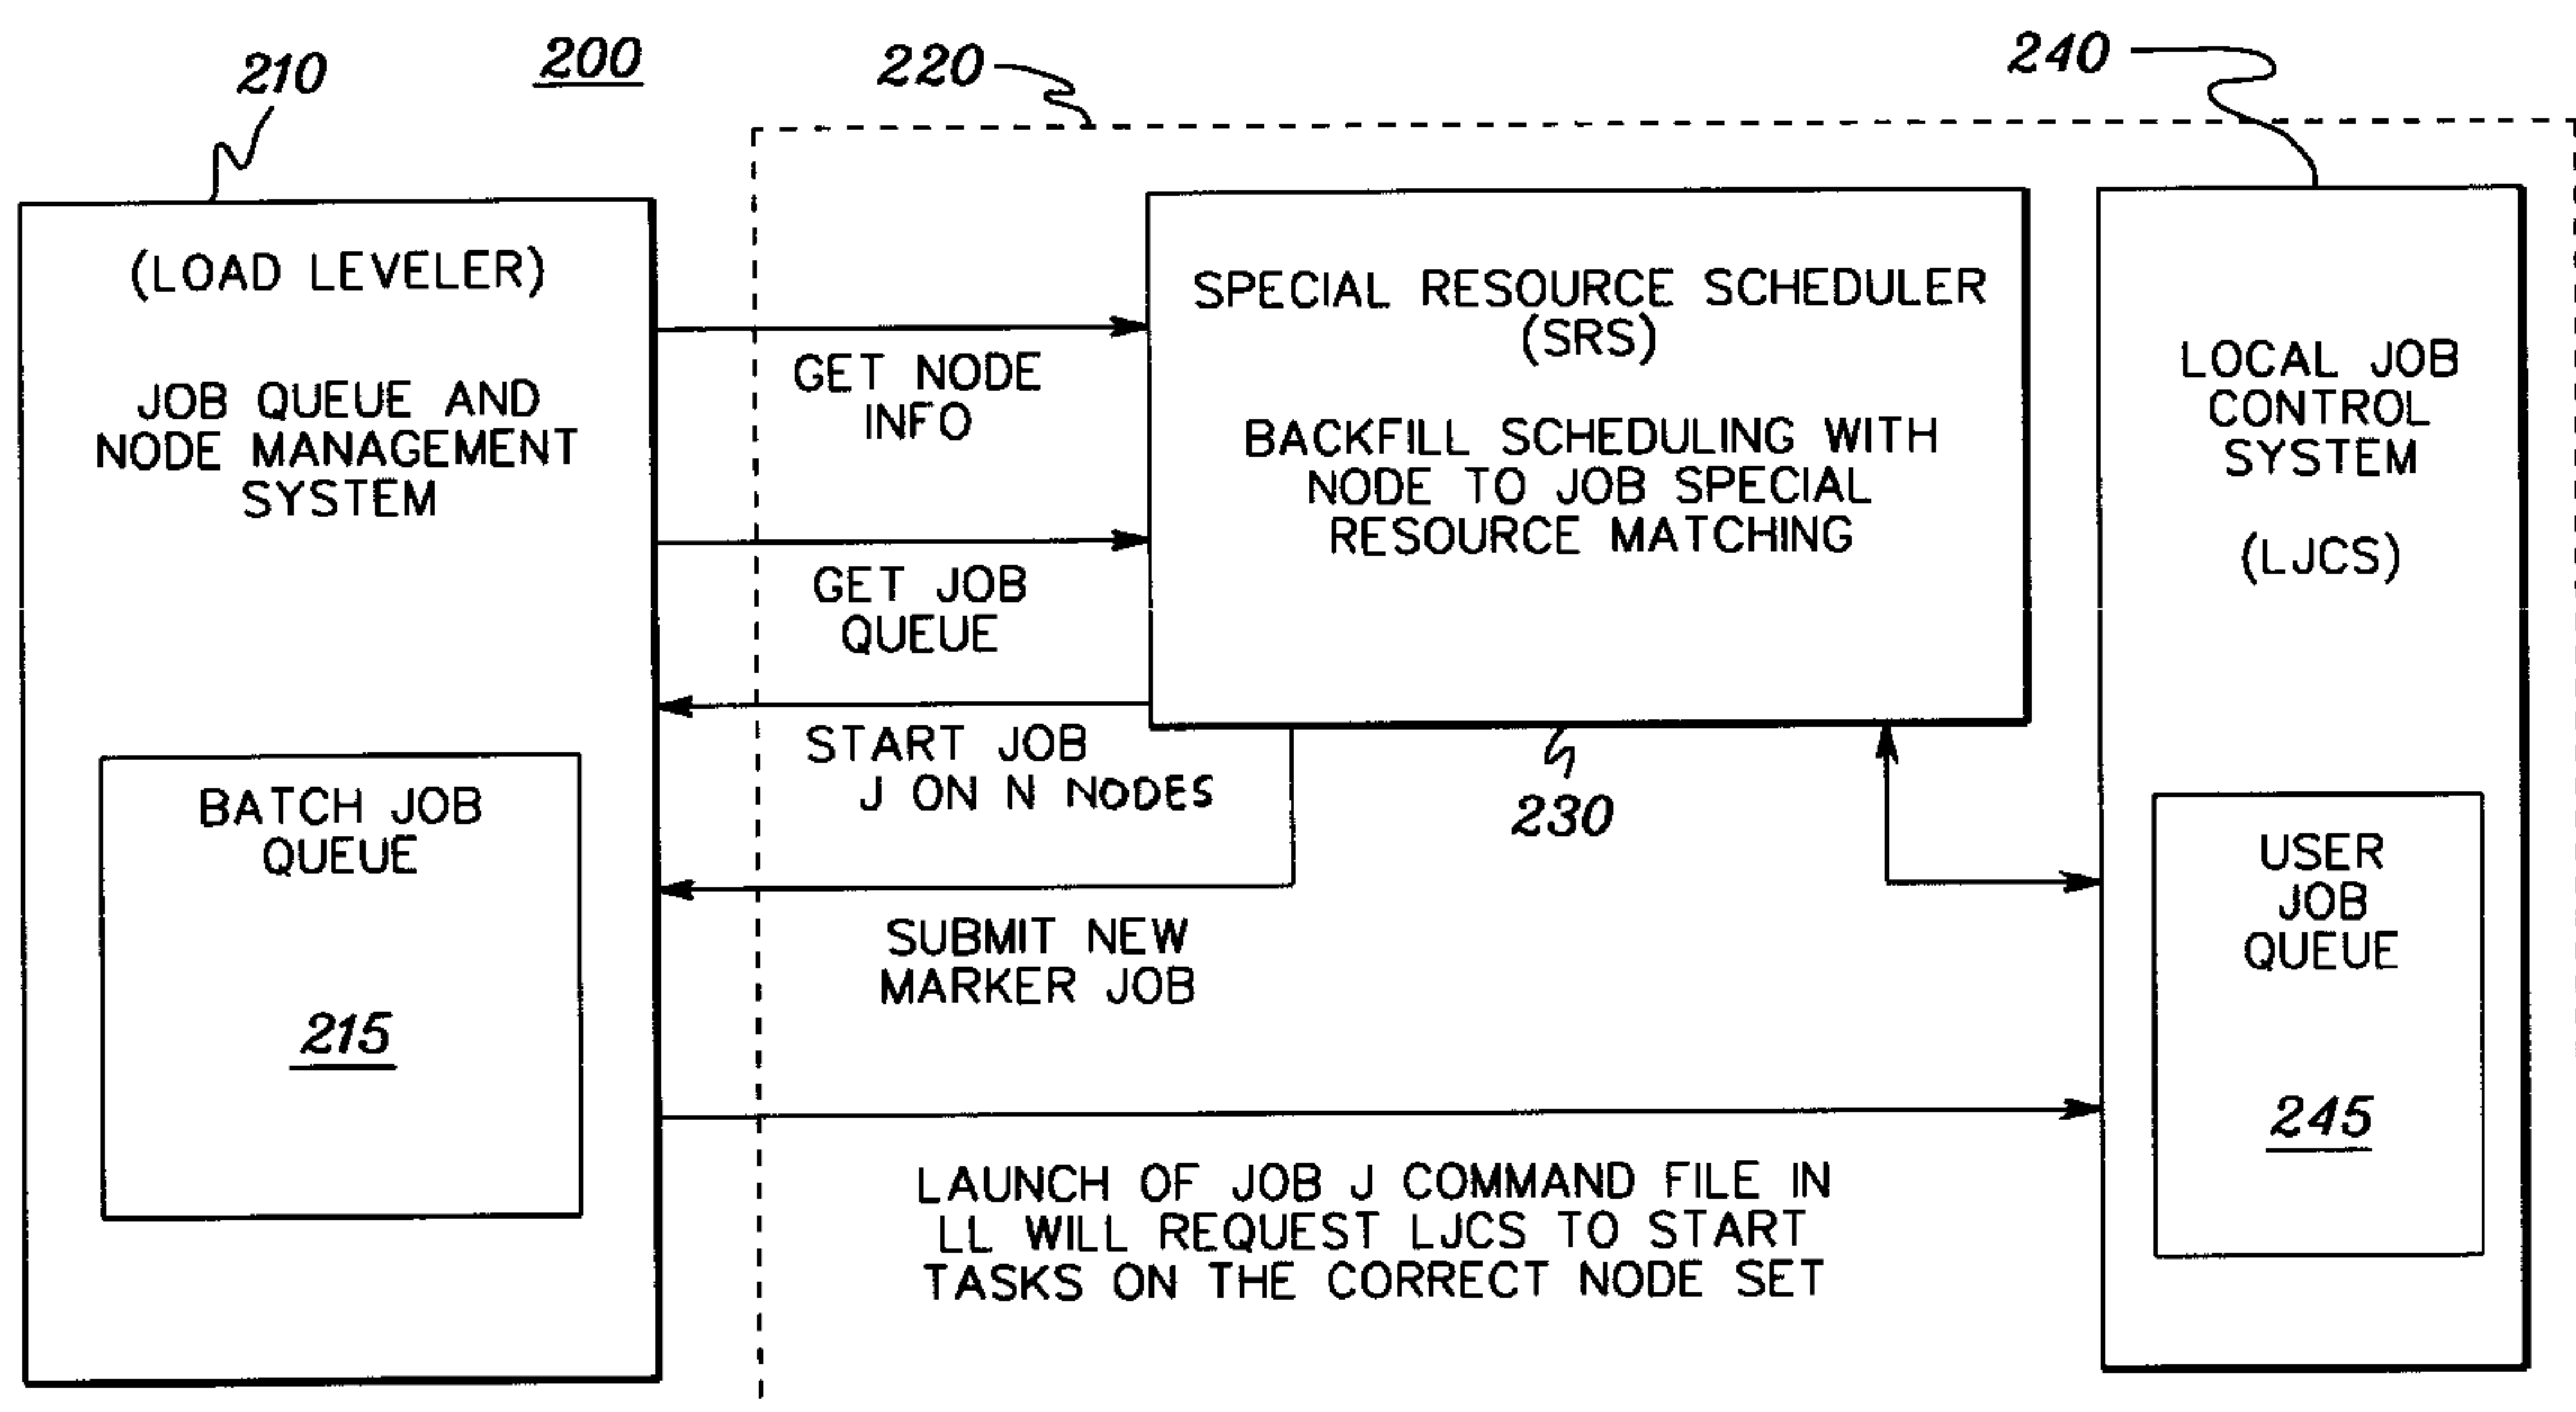 210
200
220
240
(LOAD LEVELER)
JOB QUEUE AND
NODE MANAGEMENT
SYSTEM
BATCH JOB
QUEUE
215
GET NODE
INFO
GET JOB
QUEUE
START JOB
J ON N NODES
SUBMIT NEW
MARKER JOB
SPECIAL RESOURCE SCHEDULER
(SRS)
BACKFILL SCHEDULING WITH
NODE TO JOB SPECIAL
RESOURCE MATCHING
230
LAUNCH OF JOB J COMMAND FILE IN
LL WILL REQUEST LJCS TO START
TASKS ON THE CORRECT NODE SET
LOCAL JOB
CONTROL
SYSTEM
(LJCS)
USER
JOB
QUEUE
245